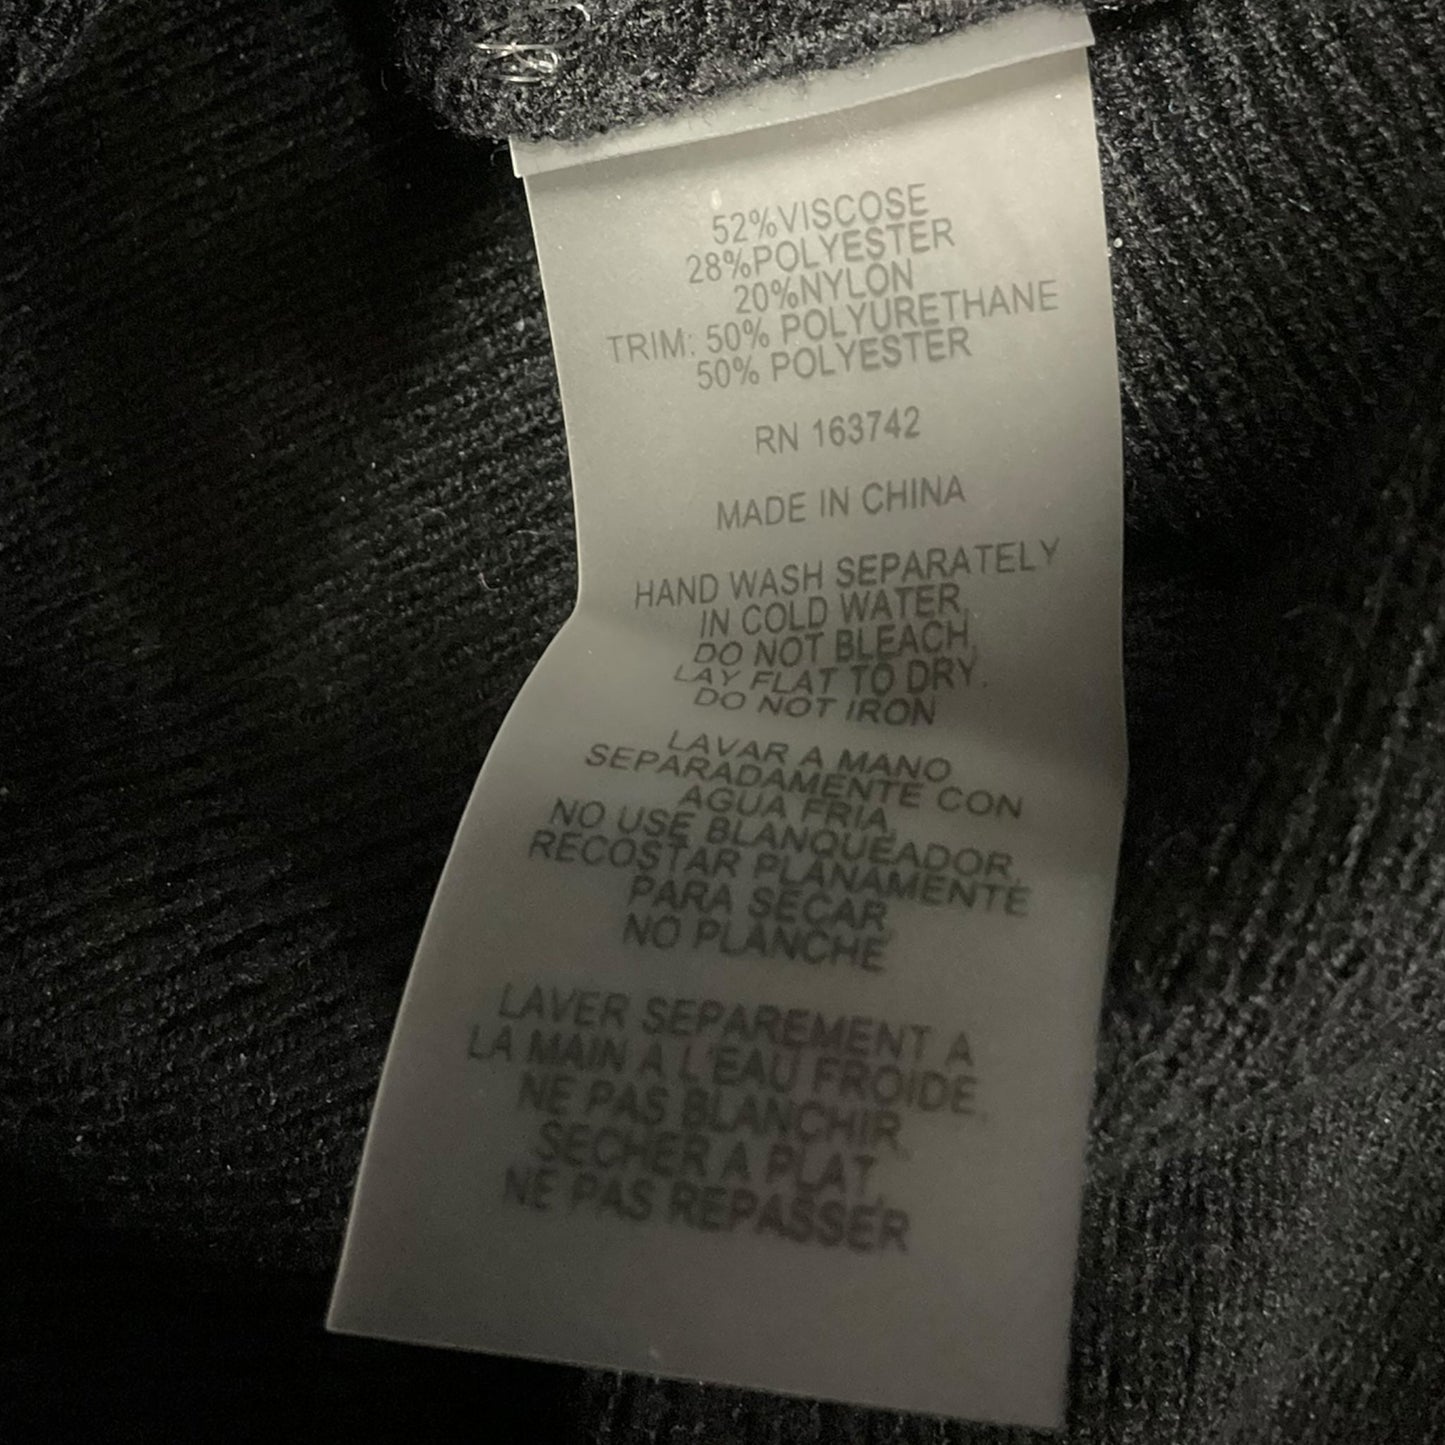 52%VISCOSE
28%POLYESTER
20%NYLON
TRIM: 50% POLYURETHANE
50% POLYESTER
RN 163742
MADE IN CHINA
HAND WASH SEPARATELY
IN COLD WATER,
DO NOT BLEACH,
LAY FLAT TO DRY.
DO NOT IRON
LAVAR A MANO
SEPARADAMENTE CON
AGUA FRIA,
NO USE BLANQUEADOR,
RECOSTAR PLANAMENTE
PARA SECAR,
NO PLANCHE
LAVER SEPAREMENT A
LA MAIN A L'EAU FROIDE,
NE PAS BLANCHIR,
SECHER A PLAT,
NE PAS REPASSER